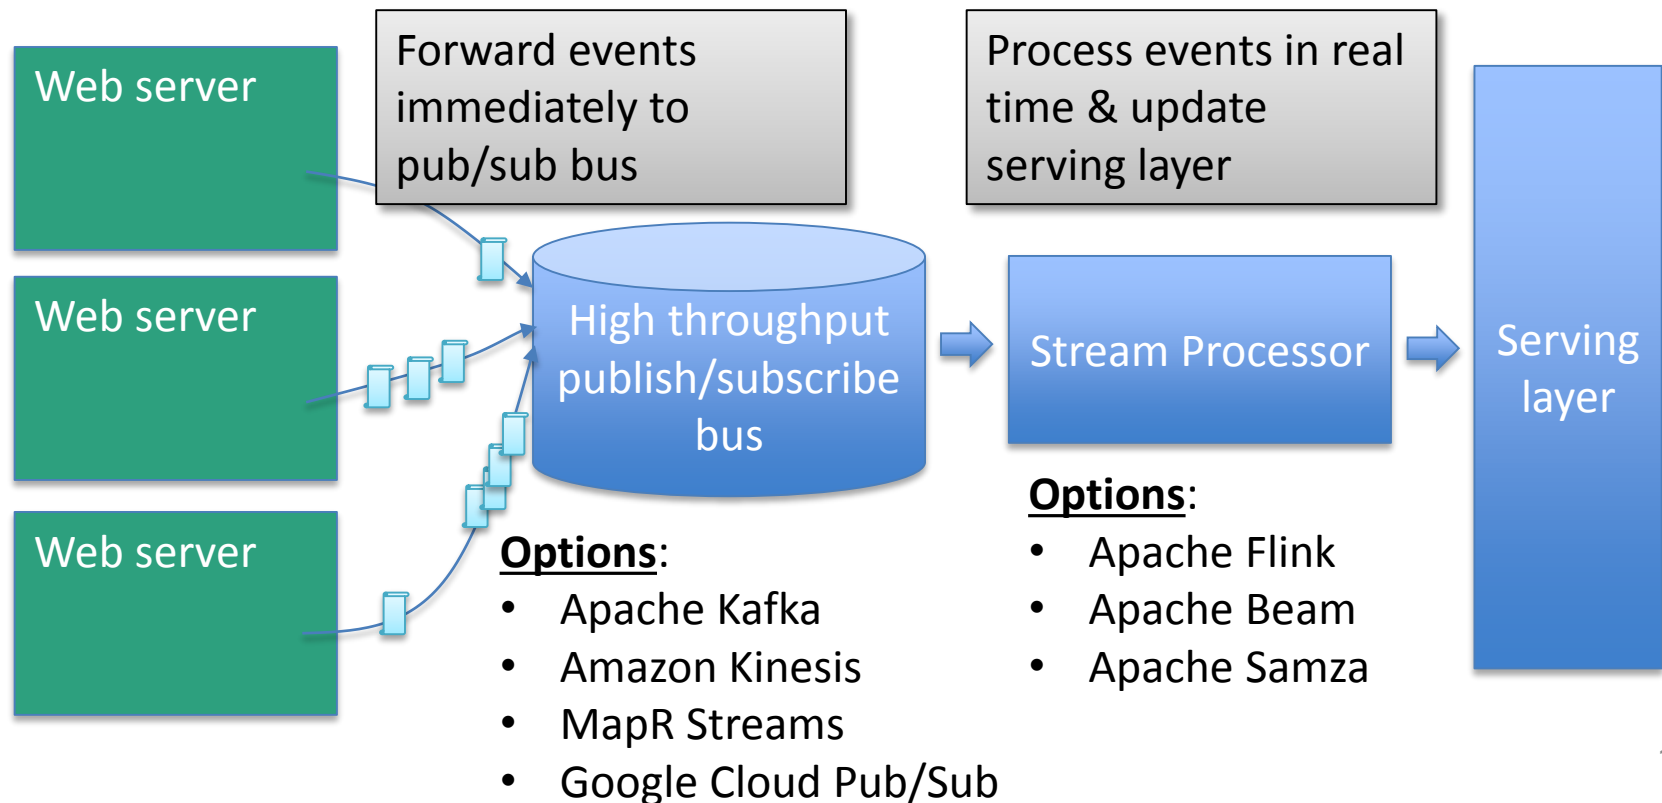 Web server
Web server
Web server
Forward events
immediately to
pub/sub bus
High throughput
publish/subscribe
bus
Options:
• Apache Kafka
• Amazon Kinesis
• MapR Streams
• Google Cloud Pub/Sub
Process events in real
time & update
serving layer
Stream Processor
Options:
• Apache Flink
• Apache Beam
• Apache Samza
Serving
layer